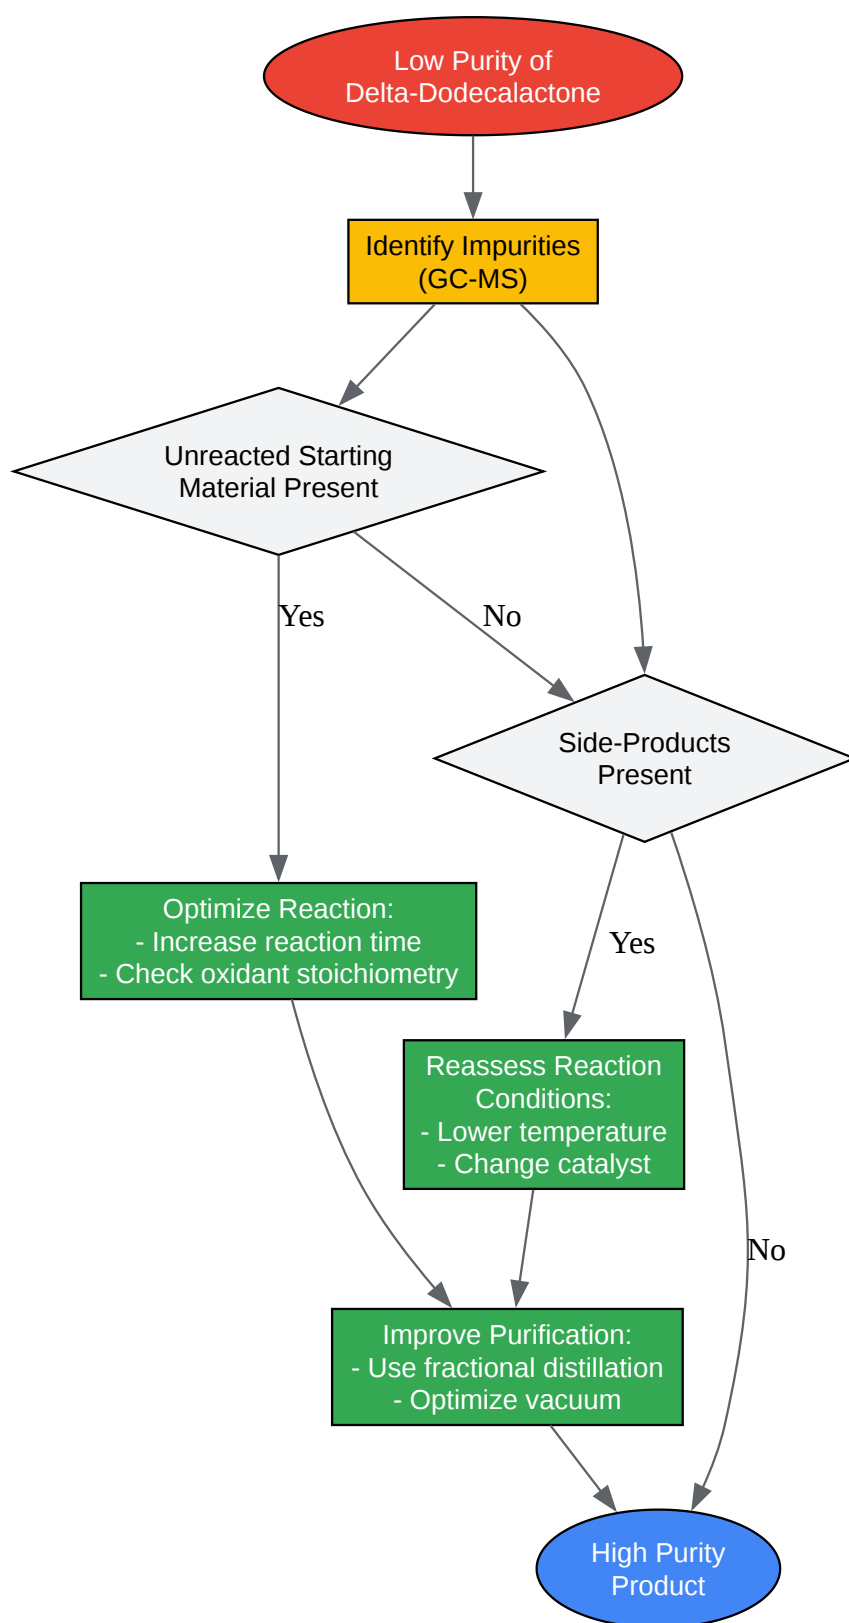 Low Purity of
Delta-Dodecalactone
Identify Impurities
(GC-MS)
Unreacted Starting
Material Present
Yes
No
Side-Products
Present
Optimize Reaction:
- Increase reaction time
- Check oxidant stoichiometry
Yes
Reassess Reaction
Conditions:
- Lower temperature
- Change catalyst
No
Improve Purification:
- Use fractional distillation
- Optimize vacuum
High Purity
Product